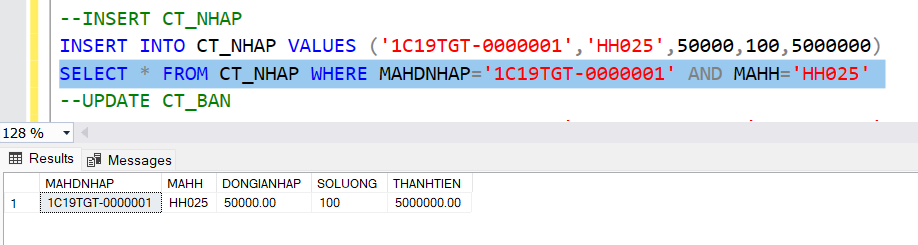 --INSERT CT_NHAP
INSERT INTO CT_NHAP VALUES ('1C19TGT-0000001','HH025',50000,100,5000000)
SELECT * FROM CT_NHAP WHERE MAHDNHAP='1C19TGT-0000001' AND MAHH='HH025'
--UPDATE CT_BAN
128 %
Results Messages
MAHDNHAP MAHH DONGIANHAP SOLUONG THANHTIEN
1 1C19TGT-0000001 HH025 50000.00 100 5000000.00